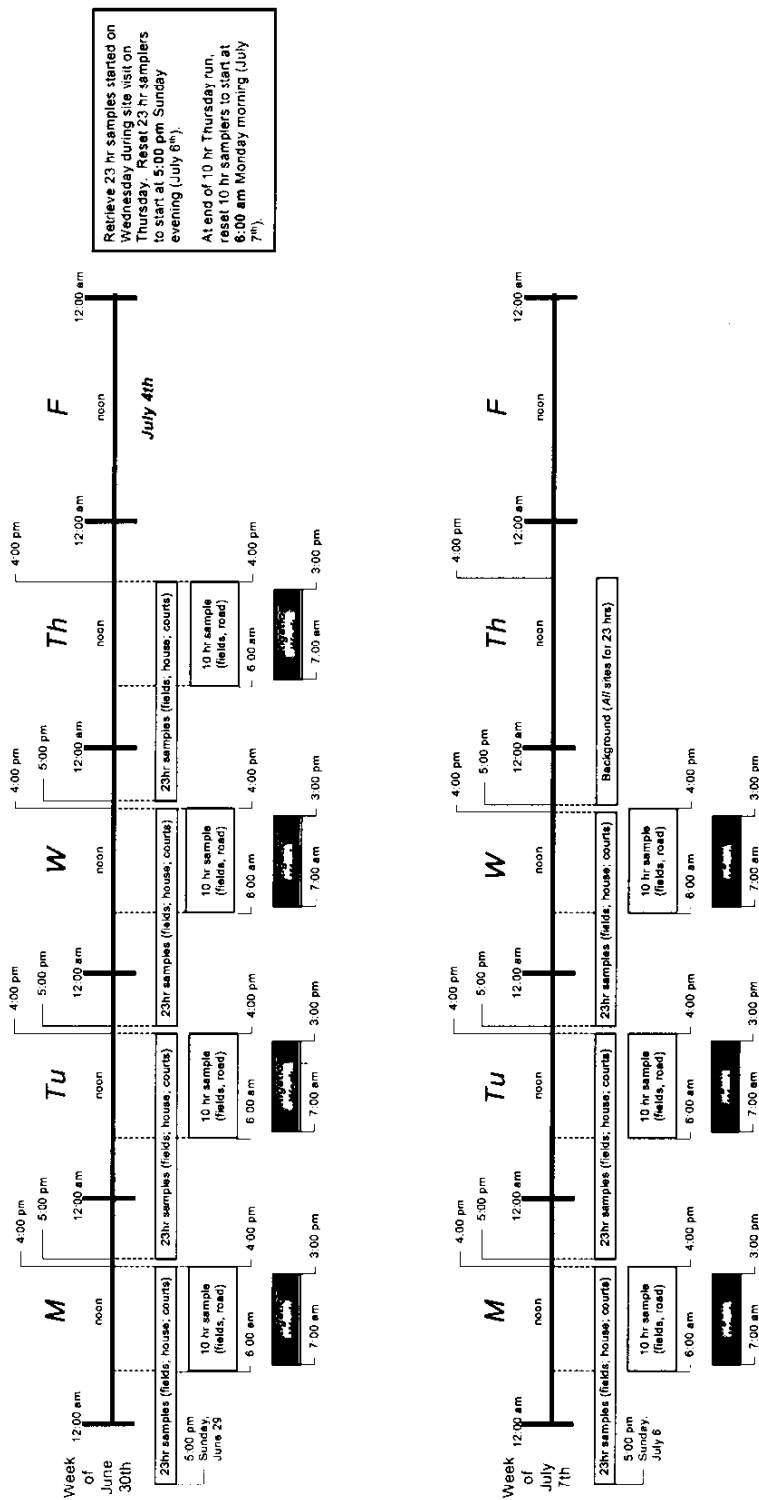 Retrieve 23 hr samples started on
Wednesday during site visit on
Thursday. Reset 23 hr samplers
to start at 5:00 pm Sunday
evening (July 6th).
At end of 10 hr Thursday run,
reset 10 hr samplers to start at
6:00 am Monday morning (July
7th).
Week
of
June
30th
M
Tu
W
Th
F
4:00 pm
4:00 pm
4:00 pm
4:00 pm
5:00 pm
5:00 pm
5:00 pm
12:00 am
12:00 am
12:00 am
12:00 am
12:00 am
12:00 am
noon
noon
noon
noon
noon
July 4th
23hr samples (fields; house; courts)
23hr samples (fields; house; courts)
23hr samples (fields; house; courts)
23hr samples (fields; house; courts)
5:00 pm
Sunday,
June 29
10 hr sample
(fields, road)
10 hr sample
(fields, road)
10 hr sample
(fields, road)
10 hr sample
(fields, road)
6:00 am
4:00 pm
6:00 am
4:00 pm
6:00 am
4:00 pm
6:00 am
4:00 pm
7:00 am
3:00 pm
7:00 am
3:00 pm
7:00 am
3:00 pm
7:00 am
3:00 pm
Week
of
July
7th
M
Tu
W
Th
F
4:00 pm
4:00 pm
4:00 pm
4:00 pm
5:00 pm
5:00 pm
5:00 pm
12:00 am
12:00 am
12:00 am
12:00 am
12:00 am
12:00 am
noon
noon
noon
noon
noon
23hr samples (fields; house; courts)
23hr samples (fields; house; courts)
23hr samples (fields; house; courts)
Background (All sites for 23 hrs)
5:00 pm
Sunday,
July 6
10 hr sample
(fields, road)
10 hr sample
(fields, road)
10 hr sample
(fields, road)
6:00 am
4:00 pm
6:00 am
4:00 pm
6:00 am
4:00 pm
7:00 am
3:00 pm
7:00 am
3:00 pm
7:00 am
3:00 pm